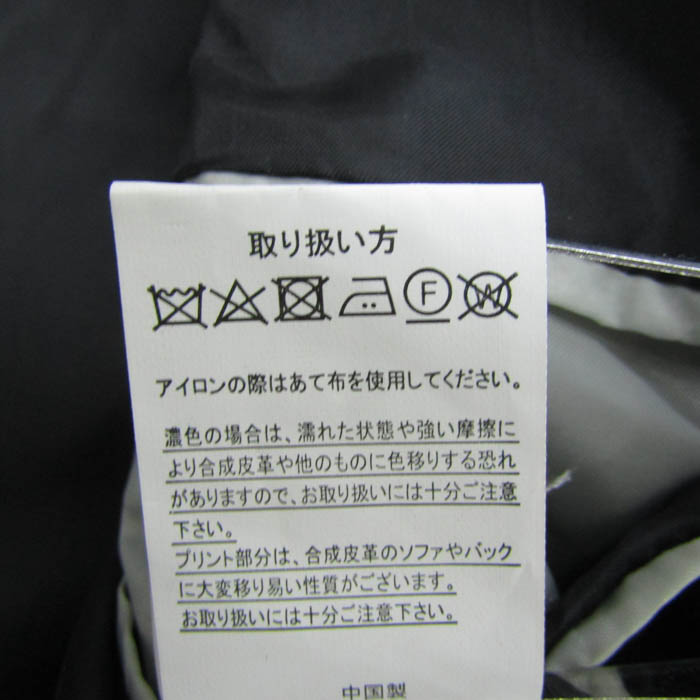 取り扱い方
F W
アイロンの際はあて布を使用してください。
濃色の場合は、濡れた状態や強い摩擦に
より合成皮革や他のものに色移りする恐れ
がありますので、お取り扱いには十分ご注意
下さい。
プリント部分は、合成皮革のソファやバック
に大変移り易い性質がございます。
お取り扱いには十分ご注意下さい。
中国製